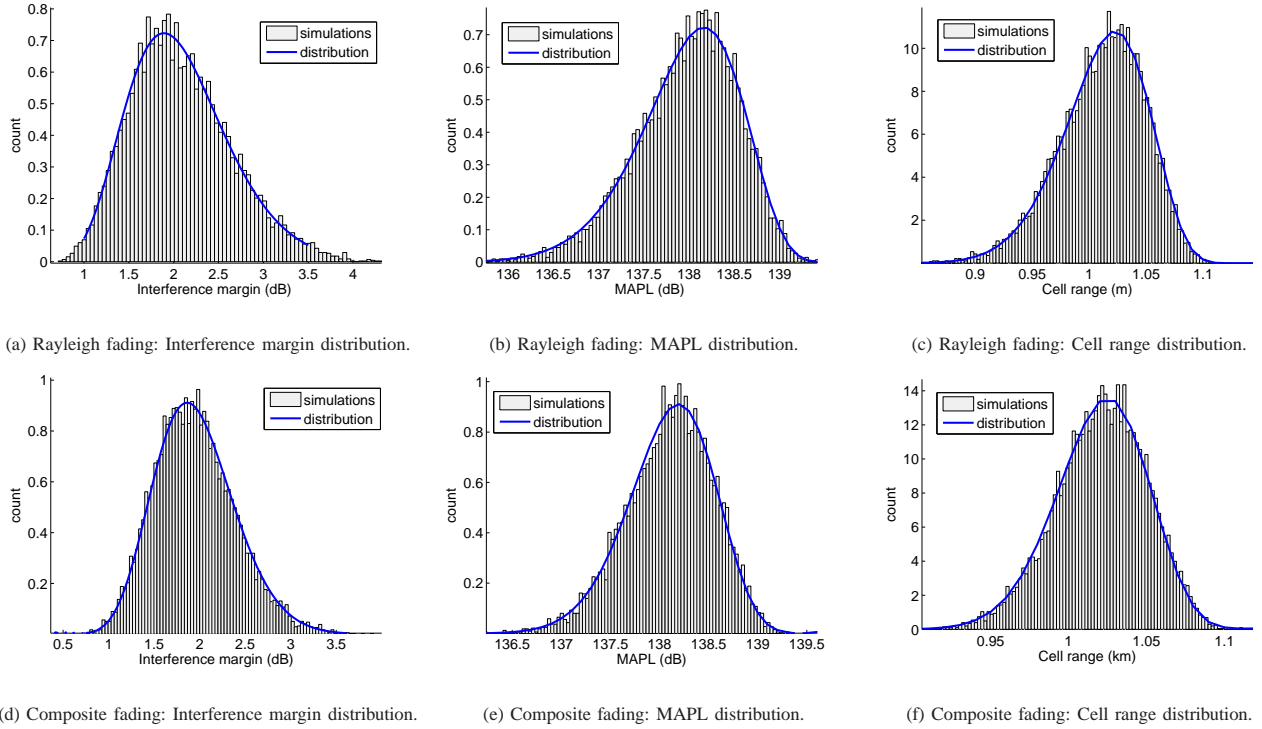 0.8
0.7
0.6
0.5
0.4
0.3
0.2
0.1
0
count
simulations
distribution
1 1.5 2 2.5 3 3.5 4
Interference margin (dB)
(a) Rayleigh fading: Interference margin distribution.
0.7
0.6
0.5
0.4
0.3
0.2
0.1
0
count
simulations
distribution
136 136.5 137 137.5 138 138.5 139
MAPL (dB)
(b) Rayleigh fading: MAPL distribution.
10
8
6
4
2
count
simulations
distribution
0.9 0.95 1 1.05 1.1
Cell range (m)
(c) Rayleigh fading: Cell range distribution.
1
0.8
0.6
0.4
0.2
count
simulations
distribution
0.5 1 1.5 2 2.5 3 3.5
Interference margin (dB)
(d) Composite fading: Interference margin distribution.
1
0.8
0.6
0.4
0.2
count
simulations
distribution
136.5 137 137.5 138 138.5 139 139.5
MAPL (dB)
(e) Composite fading: MAPL distribution.
14
12
10
8
6
4
2
0
count
simulations
distribution
0.95 1 1.05 1.1
Cell range (km)
(f) Composite fading: Cell range distribution.